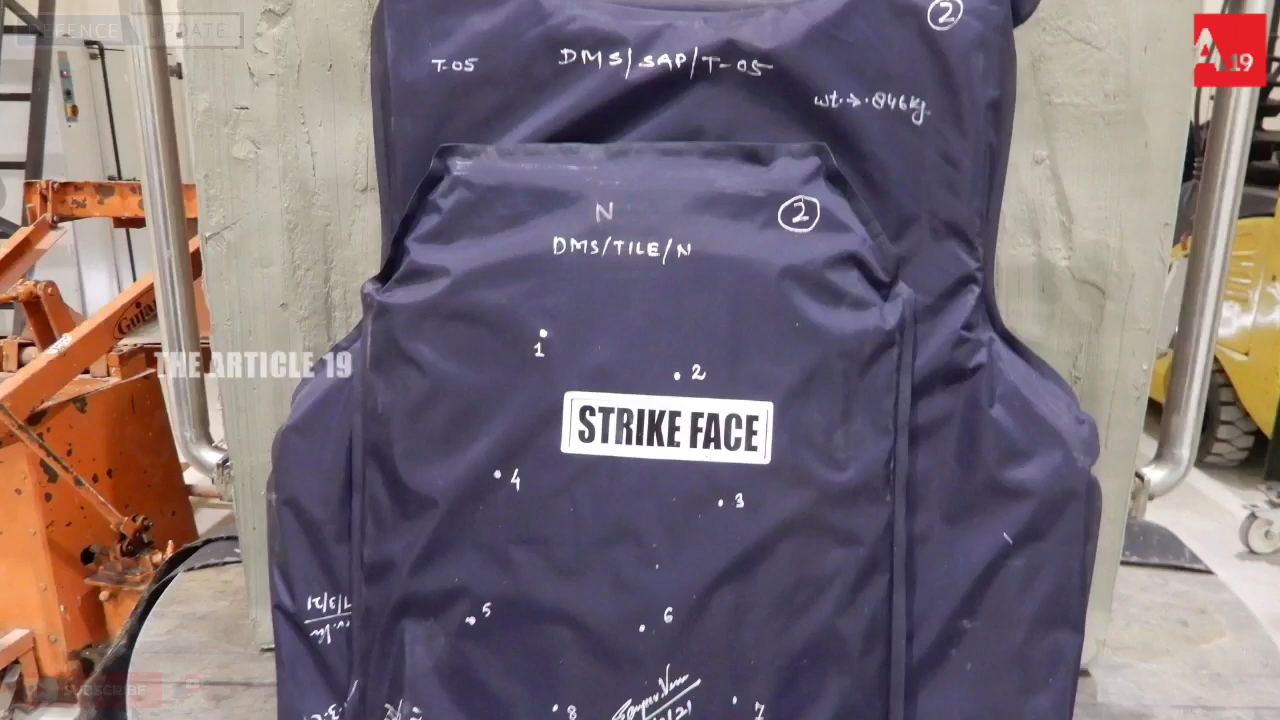 DEFENCE UPDATE
2
A 19
T-05
DMS/SAP/T-05
wt.→.846kg
N
2
DMS/TILE/N
1
2
THE ARTICLE 19
STRIKE FACE
4
3
5
6
SUBSCRIBE
8
7